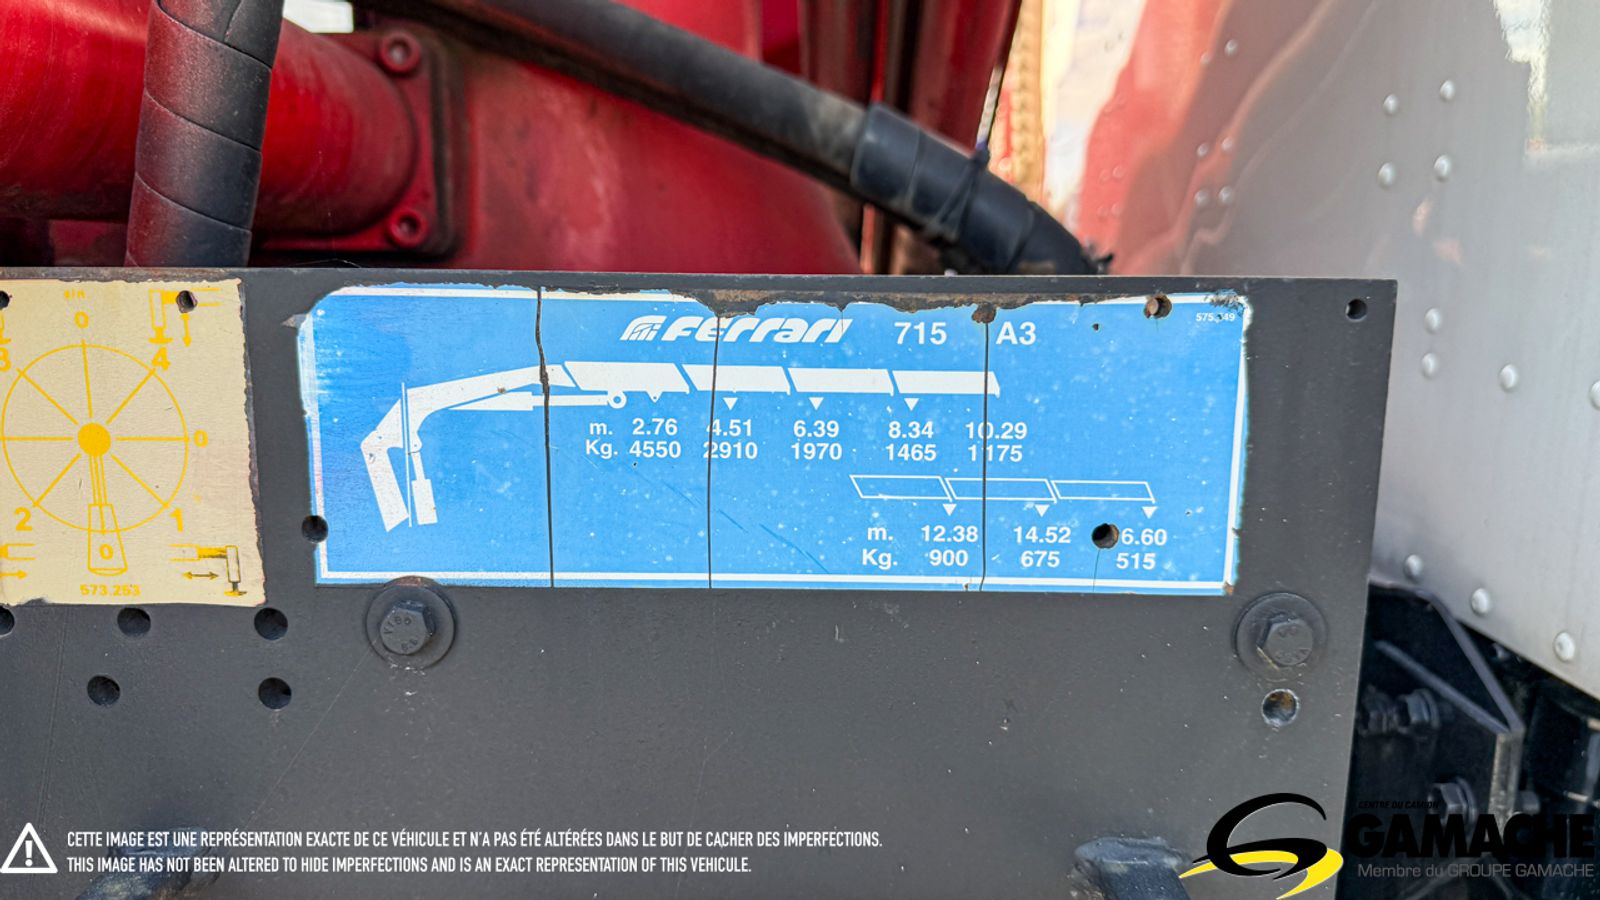 gin
0
3
4
0
2
1
0
573.253
Ferrari 715 A3
m. 2.76 4.51 6.39 8.34 10.29
Kg. 4550 2910 1970 1465 1175
m. 12.38 14.52 6.60
Kg. 900 675 515
CETTE IMAGE EST UNE REPRÉSENTATION EXACTE DE CE VÉHICULE ET N'A PAS ÉTÉ ALTÉRÉES DANS LE BUT DE CACHER DES IMPERFECTIONS.
THIS IMAGE HAS NOT BEEN ALTERED TO HIDE IMPERFECTIONS AND IS AN EXACT REPRESENTATION OF THIS VEHICULE.
CENTRE DU CAMION
GAMACHE
Membre du GROUPE GAMACHE